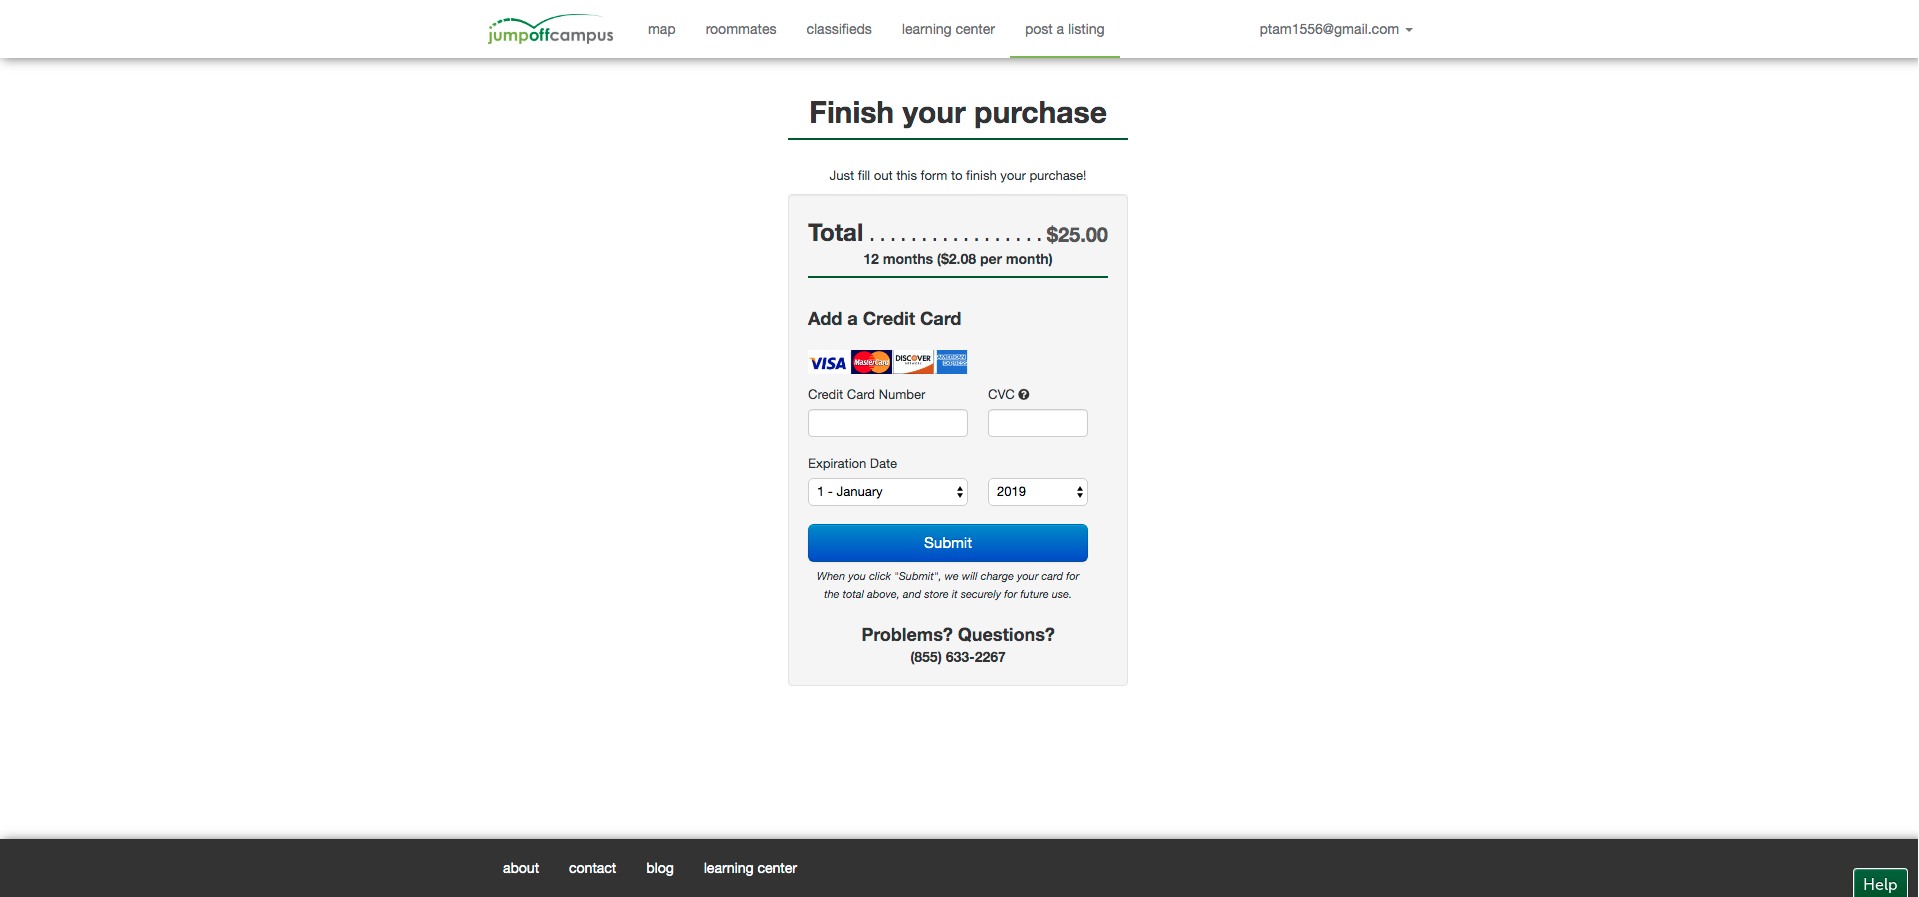 jumpoffcampus
map
roommates
classifieds
learning center
post a listing
ptam1556@gmail.com
Finish your purchase
Just fill out this form to finish your purchase!
Total . . . . . . . . . . . . . . . . . $25.00
12 months ($2.08 per month)
Add a Credit Card
VISA MasterCard DISCOVER NETWORK AMERICAN EXPRESS
Credit Card Number
CVC ?
Expiration Date
1 - January
2019
Submit
When you click "Submit", we will charge your card for
the total above, and store it securely for future use.
Problems? Questions?
(855) 633-2267
about
contact
blog
learning center
Help